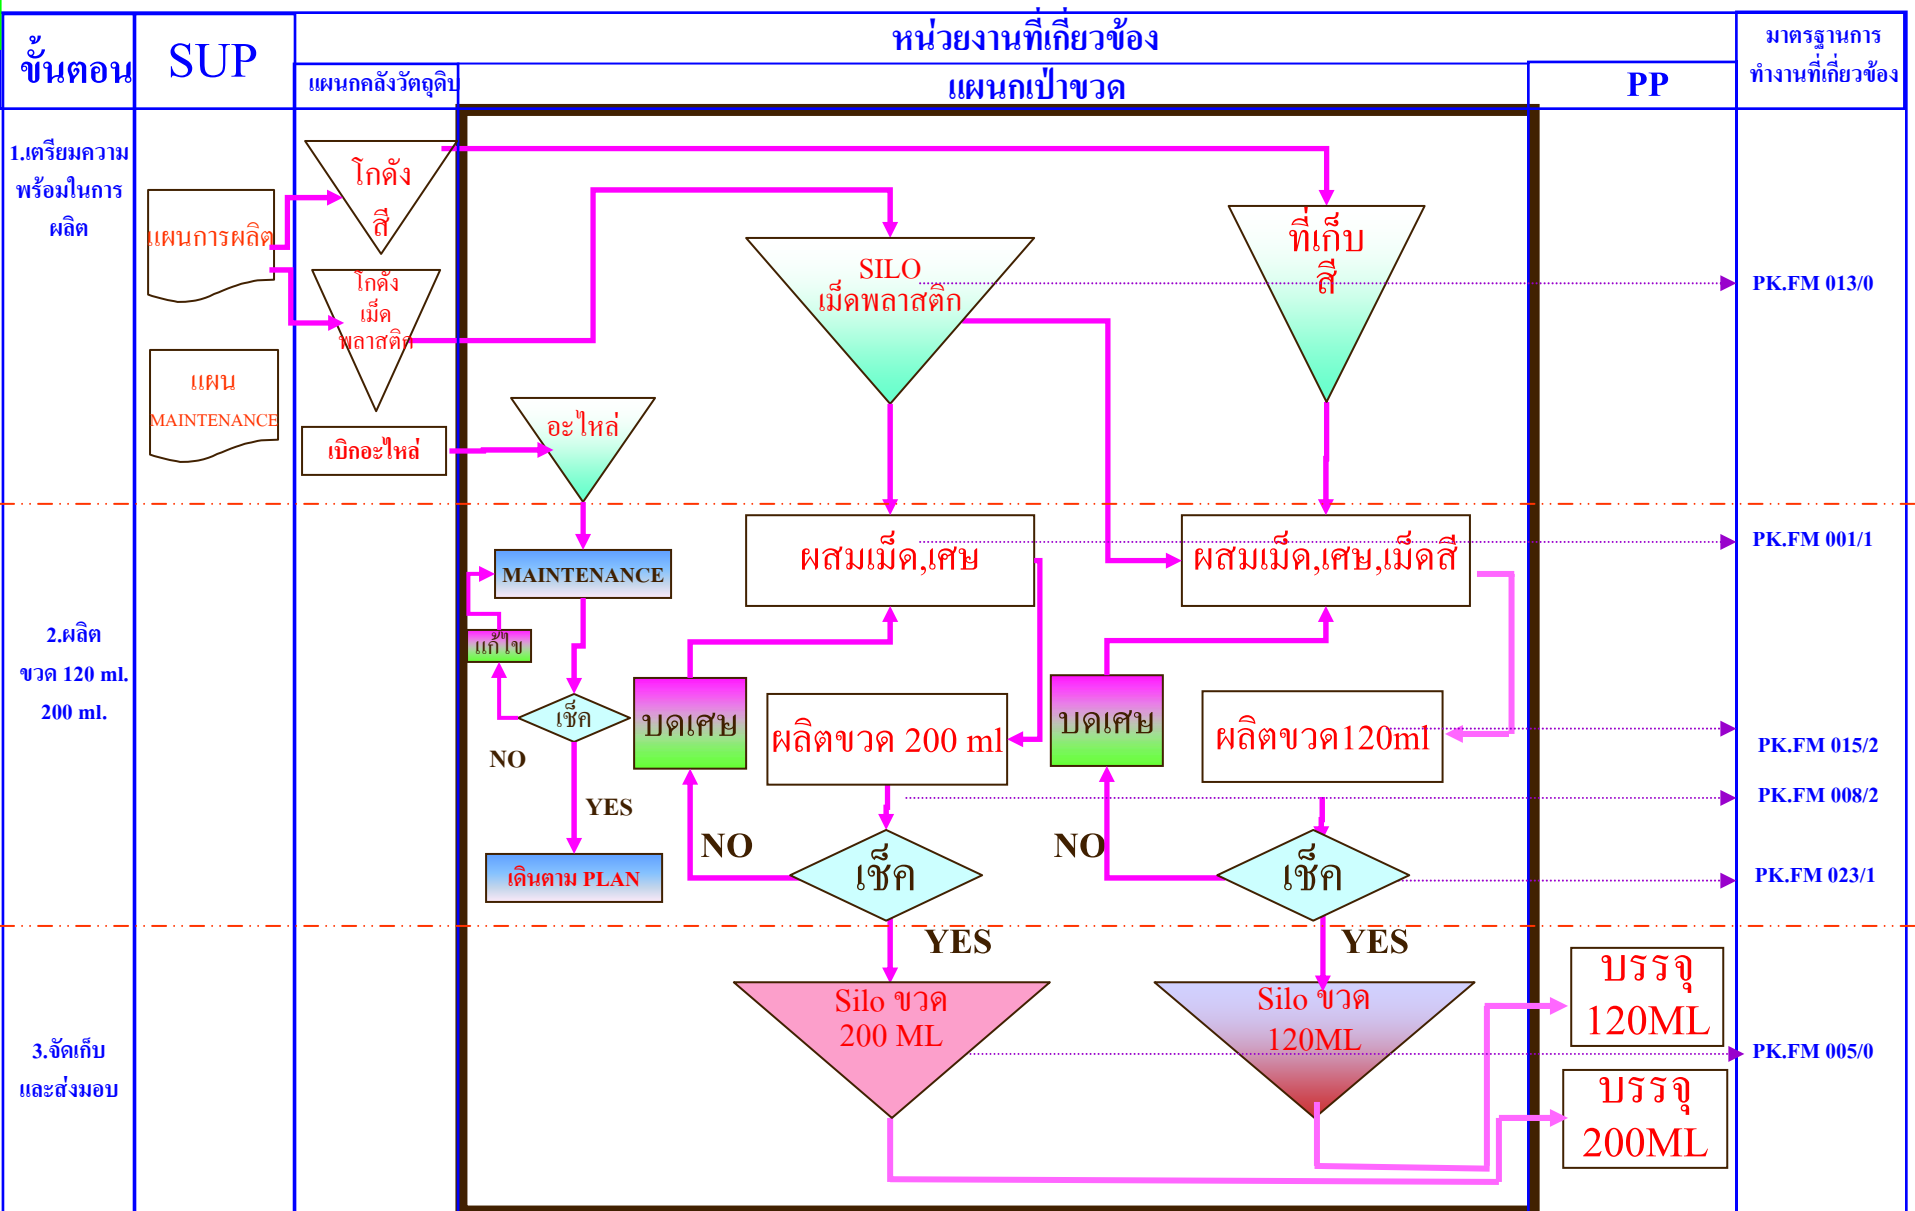 ขั้นตอน
SUP
หน่วยงานที่เกี่ยวข้อง
มาตรฐานการ
ทำงานที่เกี่ยวข้อง
แผนกคลังวัตถุดิบ
แผนกเป่าขวด
PP
1.เตรียมความ
พร้อมในการ
ผลิต
แผนการผลิต
แผน
MAINTENANCE
โกดัง
สี
โกดัง
เม็ด
พลาสติก
เบิกอะไหล่
อะไหล่
SILO
เม็ดพลาสติก
ที่เก็บ
สี
PK.FM 013/0
2.ผลิต
ขวด 120 ml.
200 ml.
MAINTENANCE
แก้ไข
เช็ค
NO
YES
เดินตาม PLAN
ผสมเม็ด,เศษ
บดเศษ
ผลิตขวด 200 ml
NO
เช็ค
YES
ผสมเม็ด,เศษ,เม็ดสี
บดเศษ
ผลิตขวด120ml
NO
เช็ค
YES
PK.FM 001/1
PK.FM 015/2
PK.FM 008/2
PK.FM 023/1
3.จัดเก็บ
และส่งมอบ
Silo ขวด
200 ML
Silo ขวด
120ML
บรรจุ
120ML
บรรจุ
200ML
PK.FM 005/0